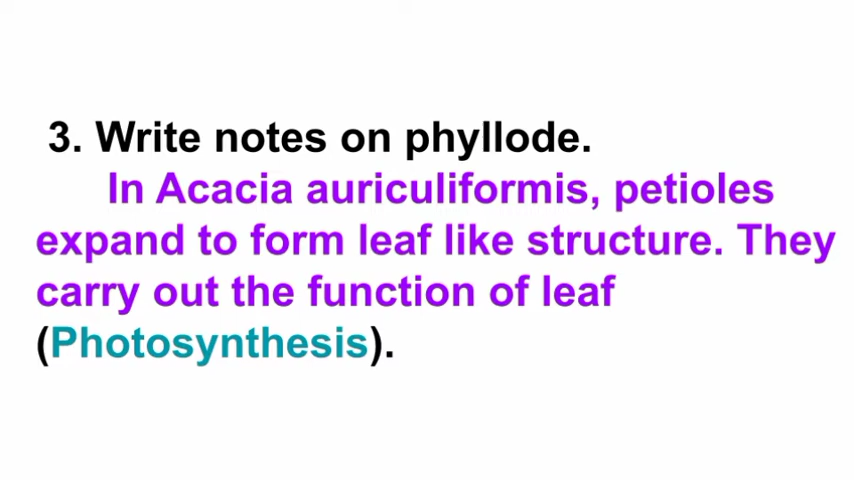 3. Write notes on phyllode.
In Acacia auriculiformis, petioles
expand to form leaf like structure. They
carry out the function of leaf
(Photosynthesis).